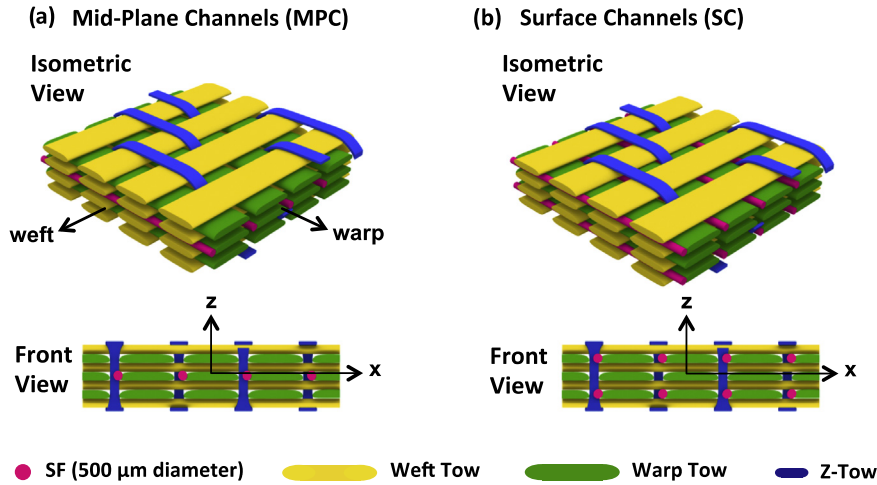 (a) Mid-Plane Channels (MPC)
Isometric
View
weft
warp
z
x
Front
View
(b) Surface Channels (SC)
Isometric
View
z
x
Front
View
SF (500 µm diameter)
Weft Tow
Warp Tow
Z-Tow